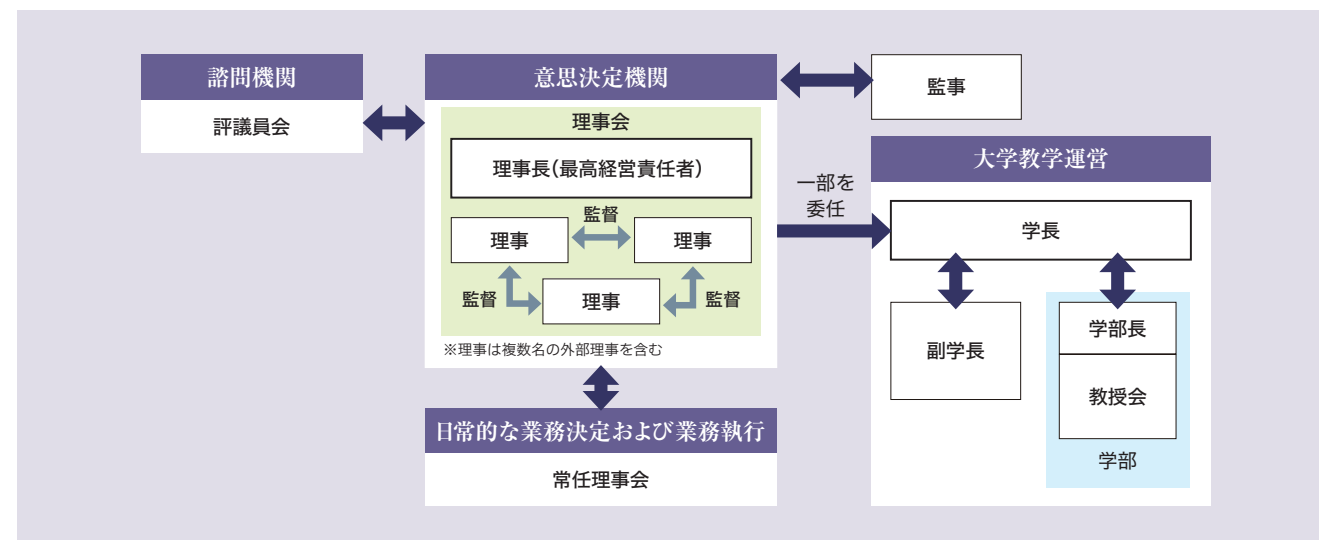 諮問機関
評議員会
意思決定機関
理事会
理事長(最高経営責任者)
監督
理事
理事
監督
理事
監督
※理事は複数名の外部理事を含む
日常的な業務決定および業務執行
常任理事会
監事
一部を
委任
大学教学運営
学長
副学長
学部長
教授会
学部